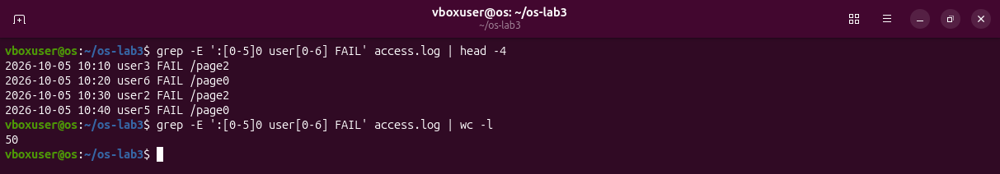 vboxuser@os: ~/os-lab3
~/os-lab3
vboxuser@os:~/os-lab3$ grep -E ':[0-5]0 user[0-6] FAIL' access.log | head -4
2026-10-05 10:10 user3 FAIL /page2
2026-10-05 10:20 user6 FAIL /page0
2026-10-05 10:30 user2 FAIL /page2
2026-10-05 10:40 user5 FAIL /page0
vboxuser@os:~/os-lab3$ grep -E ':[0-5]0 user[0-6] FAIL' access.log | wc -l
50
vboxuser@os:~/os-lab3$